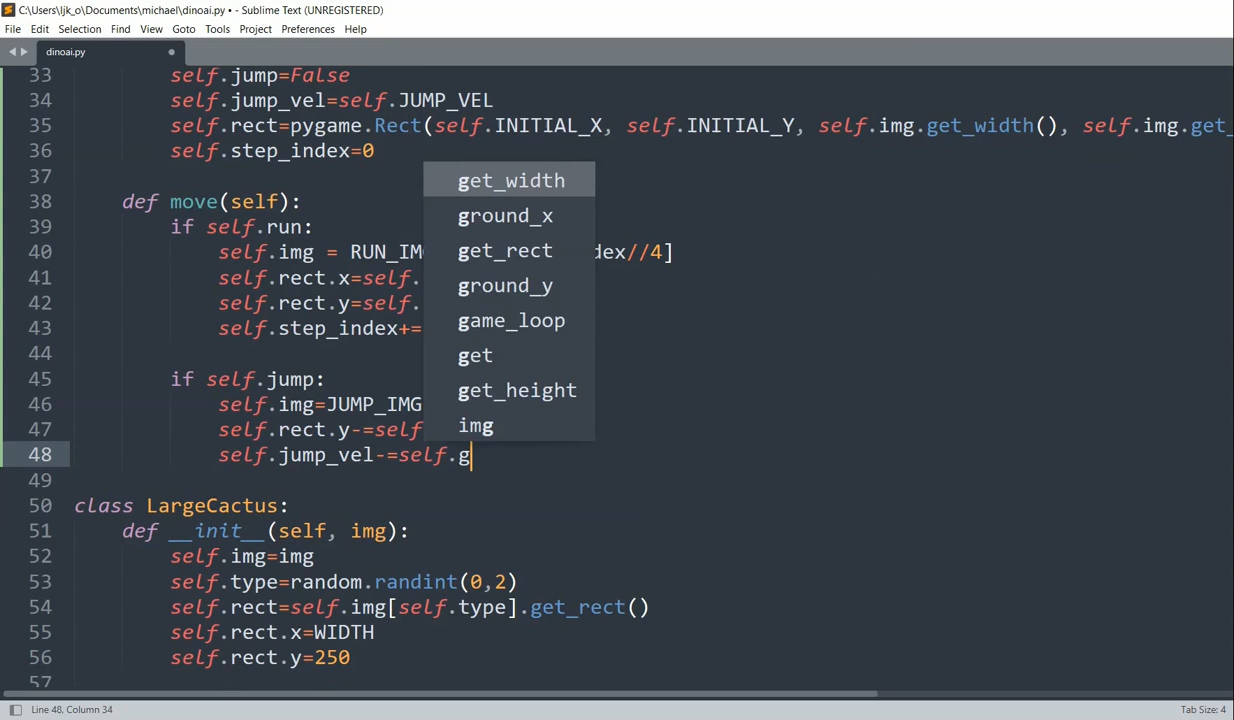 C:\Users\ljk_o\Documents\michael\dinoai.py • - Sublime Text (UNREGISTERED)
File Edit Selection Find View Goto Tools Project Preferences Help
dinoai.py
33 self.jump=False
34 self.jump_vel=self.JUMP_VEL
35 self.rect=pygame.Rect(self.INITIAL_X, self.INITIAL_Y, self.img.get_width(), self.img.get_
36 self.step_index=0
37
38 def move(self):
39 if self.run:
40 self.img = RUN_IM dex//4]
41 self.rect.x=self.
42 self.rect.y=self.
43 self.step_index+=
44
45 if self.jump:
46 self.img=JUMP_IMG
47 self.rect.y-=self
48 self.jump_vel-=self.g
get_width
ground_x
get_rect
ground_y
game_loop
get
get_height
img
49
50 class LargeCactus:
51 def __init__(self, img):
52 self.img=img
53 self.type=random.randint(0,2)
54 self.rect=self.img[self.type].get_rect()
55 self.rect.x=WIDTH
56 self.rect.y=250
57
Line 48, Column 34
Tab Size: 4